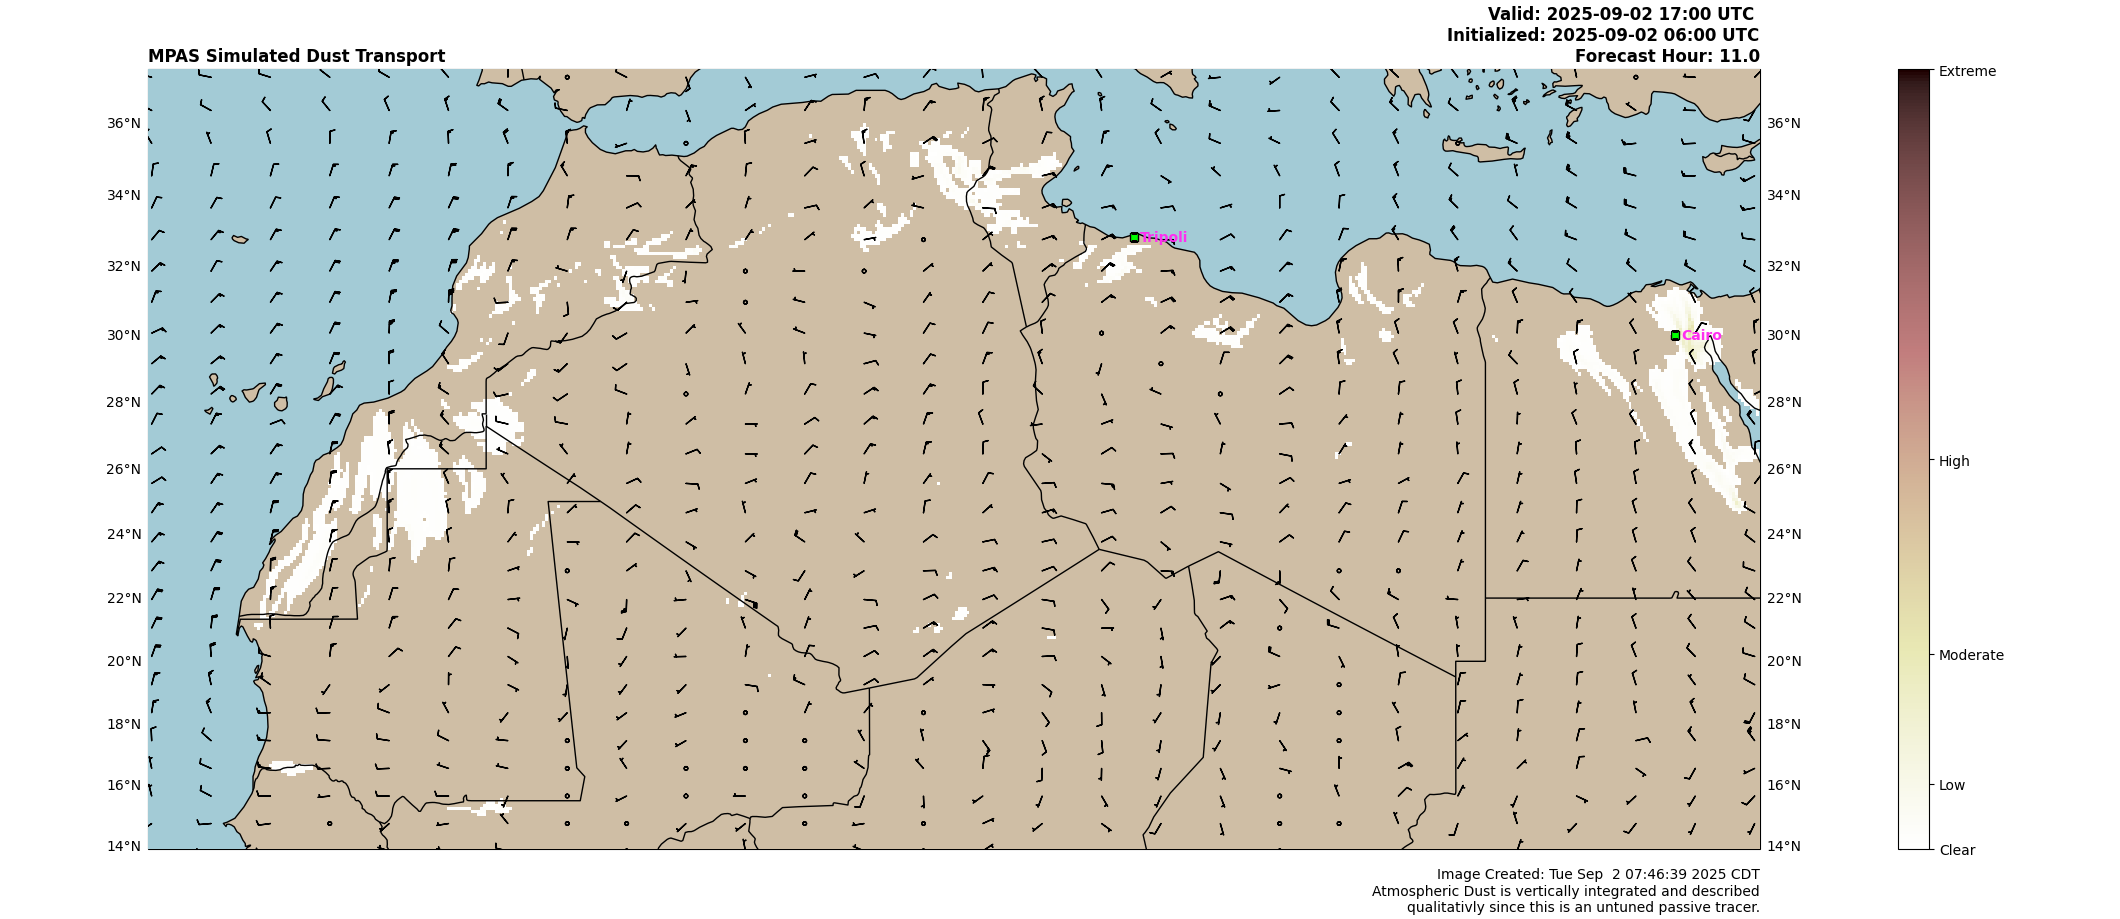 Valid: 2025-09-02 17:00 UTC
Initialized: 2025-09-02 06:00 UTC
MPAS Simulated Dust Transport
Forecast Hour: 11.0
Extreme
36°N
36°N
34°N
34°N
Tripoli
32°N
32°N
30°N
Cairo
30°N
28°N
28°N
26°N
26°N
High
24°N
24°N
22°N
22°N
20°N
20°N
Moderate
18°N
18°N
16°N
16°N
Low
14°N
14°N
Clear
Image Created: Tue Sep  2 07:46:39 2025 CDT
Atmospheric Dust is vertically integrated and described
qualitativly since this is an untuned passive tracer.